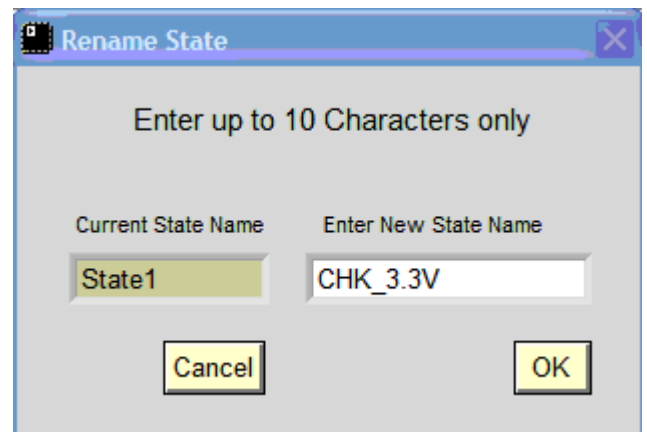 Rename State
Enter up to 10 Characters only
Current State Name
Enter New State Name
State1
CHK_3.3V
Cancel
OK